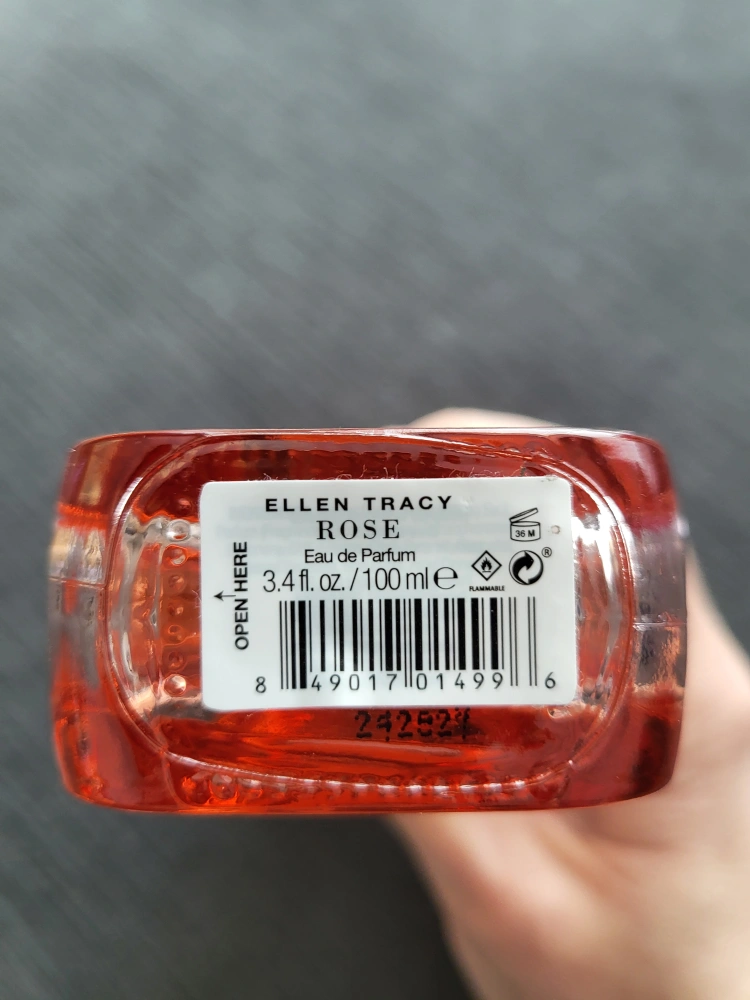 ELLEN TRACY
ROSE
Eau de Parfum
3.4 fl. oz. / 100 ml ℮
OPEN HERE
36 M
FLAMMABLE
®
8 49017 01499 6